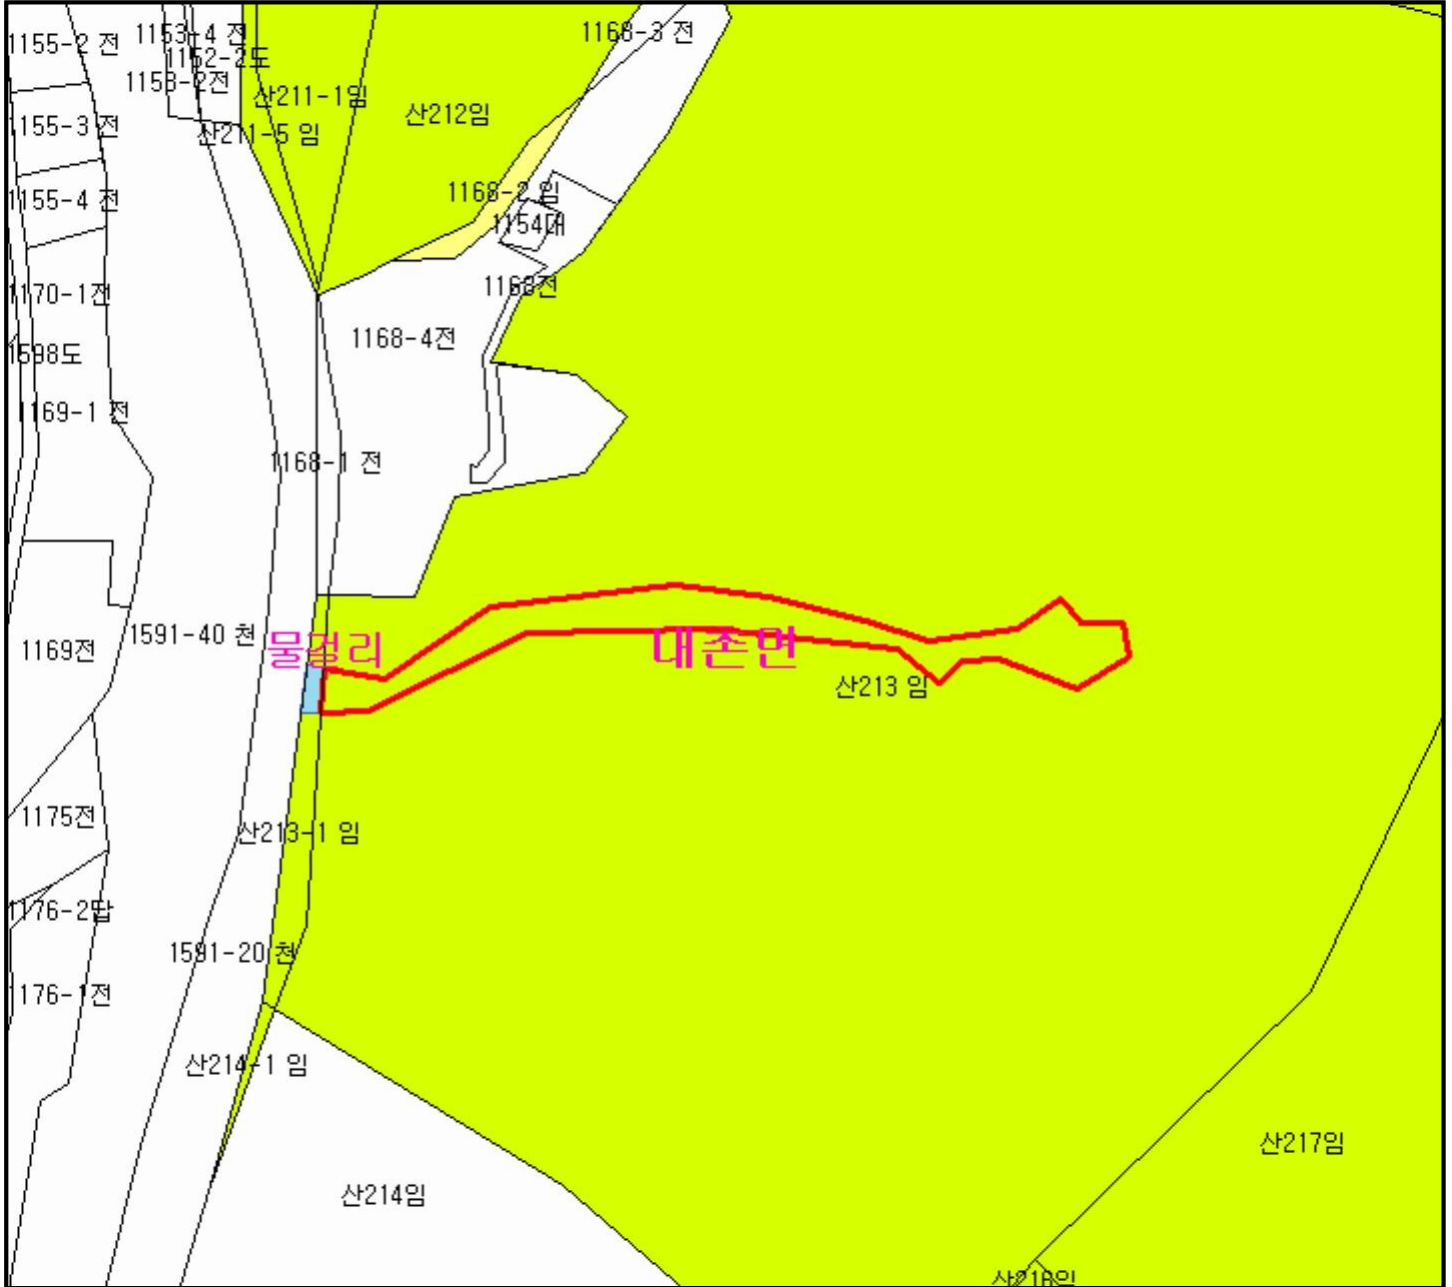 1155-2 전
1153-4 전
1168-3 전
1152-2도
1153-2전
산211-1임
산212임
1155-3 전
산211-5 임
1155-4 전
1168-2 임
1154대
1170-1전
1168전
1168-4전
1598도
1169-1 전
1168-1 전
1591-40 천
1169전
물걸리
내촌면
산213 임
1175전
산213-1 임
1176-2답
1591-20 천
1176-1전
산214-1 임
산217임
산214임